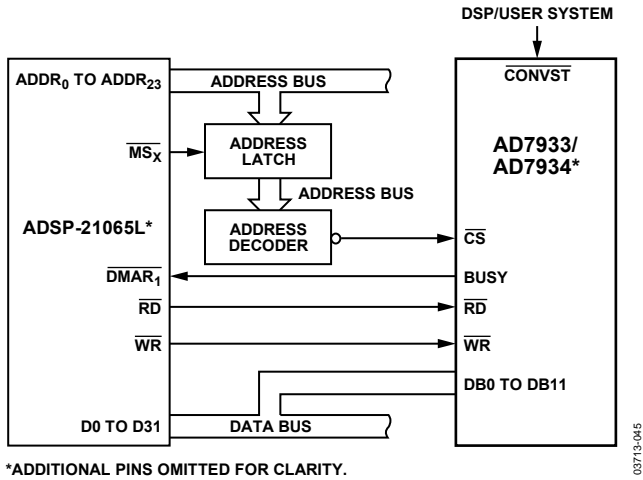 DSP/USER SYSTEM
ADDR0 TO ADDR23
ADDRESS BUS
CONVST
MSX
ADDRESS
LATCH
AD7933/
AD7934*
ADDRESS BUS
ADSP-21065L*
ADDRESS
DECODER
CS
DMAR1
BUSY
RD
RD
WR
WR
DB0 TO DB11
D0 TO D31
DATA BUS
*ADDITIONAL PINS OMITTED FOR CLARITY.
03713-045